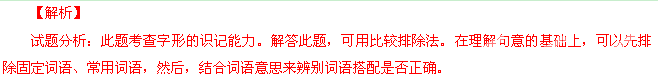 【解析】
试题分析：此题考查字形的识记能力。解答此题，可用比较排除法。在理解句意的基础上，可以先排
除固定词语、常用词语，然后，结合词语意思来辨别词语搭配是否正确。